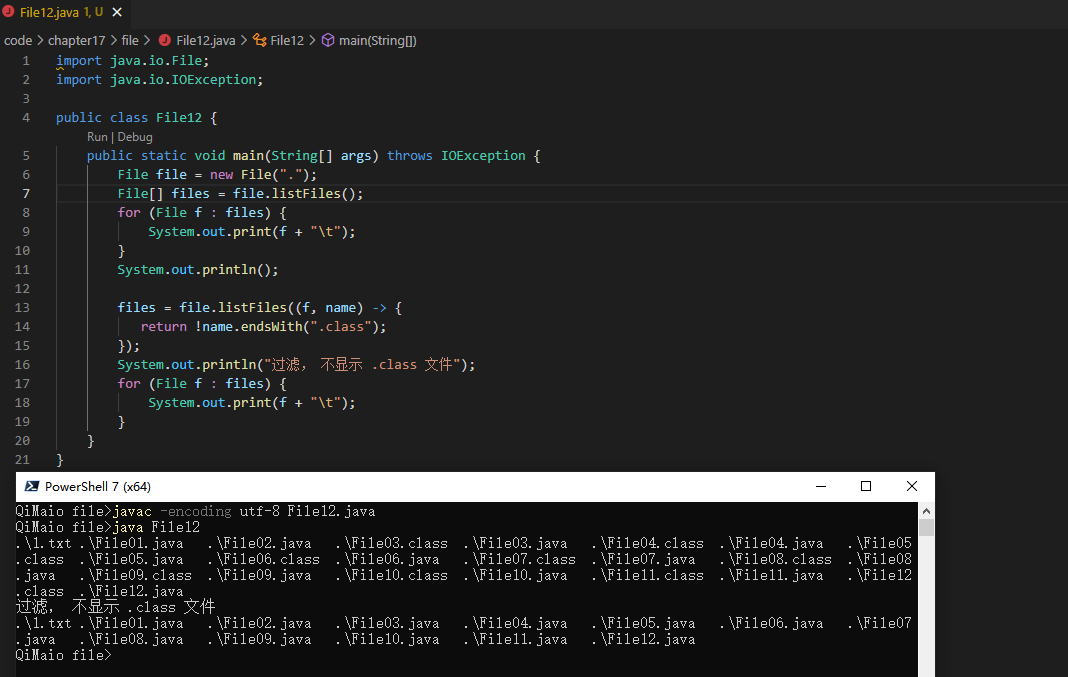 File12.java 1, U
code > chapter17 > file > File12.java > File12 > main(String[])
1 import java.io.File;
2 import java.io.IOException;
3
4 public class File12 {
Run | Debug
5 public static void main(String[] args) throws IOException {
6 File file = new File(".");
7 File[] files = file.listFiles();
8 for (File f : files) {
9 System.out.print(f + "\t");
10 }
11 System.out.println();
12
13 files = file.listFiles((f, name) -> {
14 return !name.endsWith(".class");
15 });
16 System.out.println("过滤， 不显示 .class 文件");
17 for (File f : files) {
18 System.out.print(f + "\t");
19 }
20 }
21 }
PowerShell 7 (x64)
QiMaio file>javac -encoding utf-8 File12.java
QiMaio file>java File12
.\1.txt .\File01.java .\File02.java .\File03.class .\File03.java .\File04.class .\File04.java .\File05
.class .\File05.java .\File06.class .\File06.java .\File07.class .\File07.java .\File08.class .\File08
.java .\File09.class .\File09.java .\File10.class .\File10.java .\File11.class .\File11.java .\File12
.class .\File12.java
过滤， 不显示 .class 文件
.\1.txt .\File01.java .\File02.java .\File03.java .\File04.java .\File05.java .\File06.java .\File07
.java .\File08.java .\File09.java .\File10.java .\File11.java .\File12.java
QiMaio file>